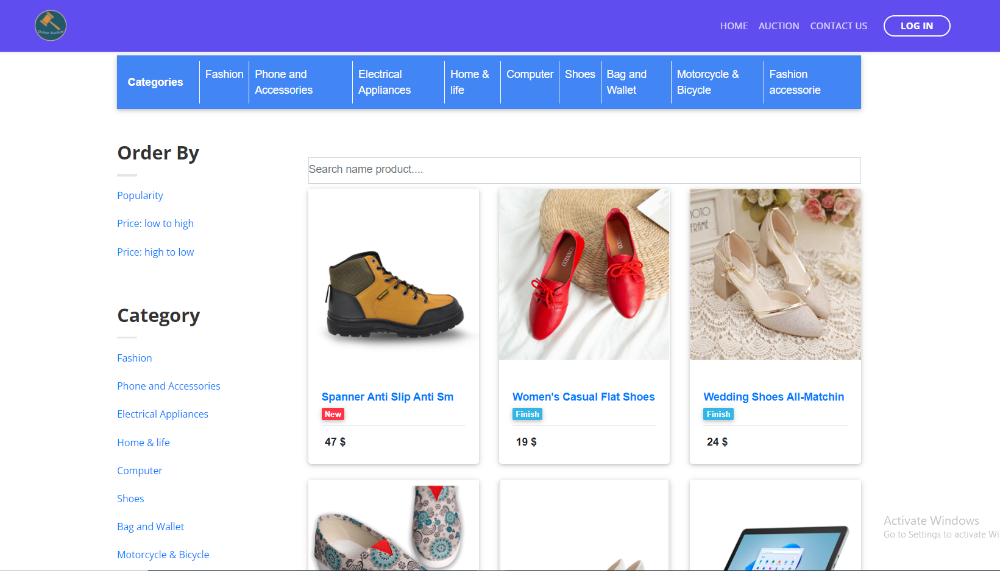 Online Auction
HOME
AUCTION
CONTACT US
LOG IN
Categories
Fashion
Phone and
Accessories
Electrical
Appliances
Home &
life
Computer
Shoes
Bag and
Wallet
Motorcycle &
Bicycle
Fashion
accessorie
Order By
Popularity
Price: low to high
Price: high to low
Category
Fashion
Phone and Accessories
Electrical Appliances
Home & life
Computer
Shoes
Bag and Wallet
Motorcycle & Bicycle
Search name product....
Spanner Anti Slip Anti Sm
New
47 $
Women's Casual Flat Shoes
Finish
19 $
MOTO
FRAME
Wedding Shoes All-Matchin
Finish
24 $
Activate Windows
Go to Settings to activate Wi